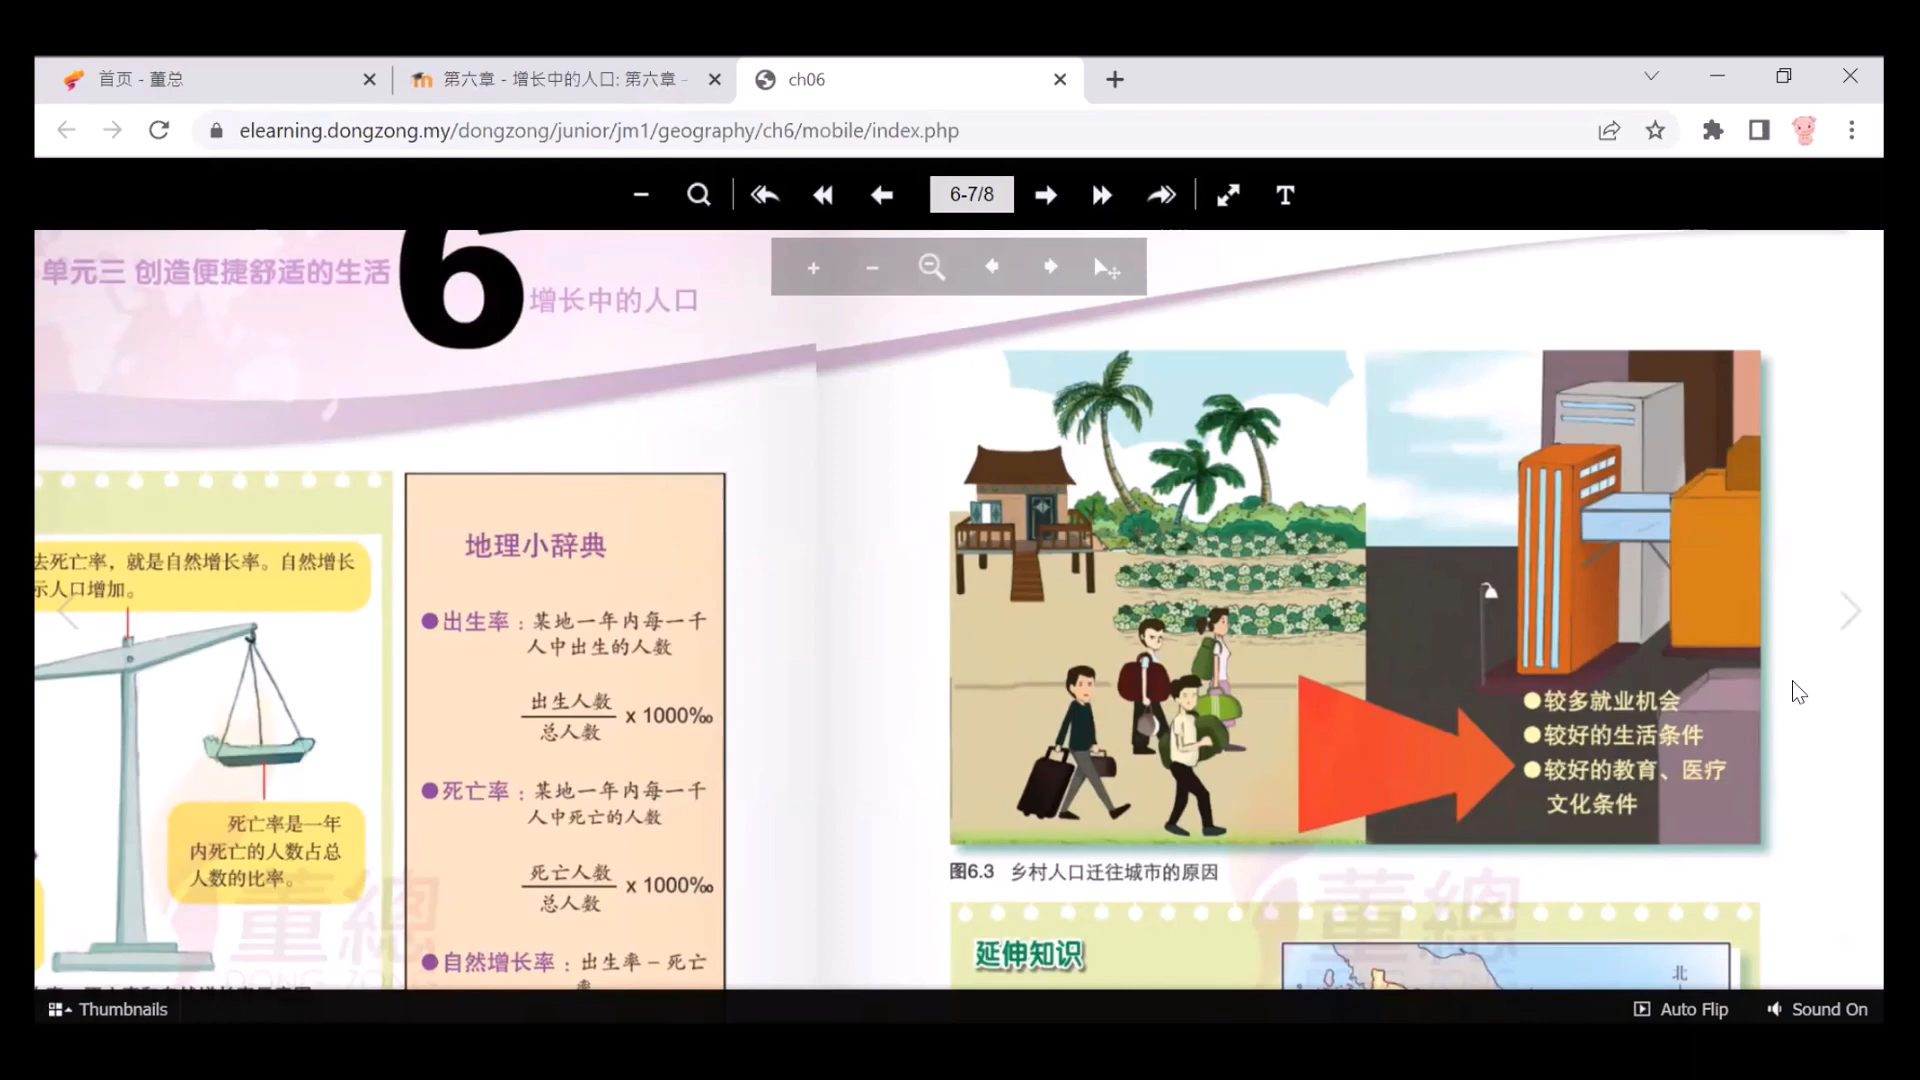 首页 - 董总
第六章 - 增长中的人口: 第六章 -
ch06
elearning.dongzong.my/dongzong/junior/jm1/geography/ch6/mobile/index.php
6-7/8
单元三 创造便捷舒适的生活
6
增长中的人口
去死亡率，就是自然增长率。自然增长
示人口增加。
死亡率是一年
内死亡的人数占总
人数的比率。
地理小辞典
●出生率：某地一年内每一千
人中出生的人数
出生人数
总人数
x 1000‰
●死亡率：某地一年内每一千
人中死亡的人数
死亡人数
总人数
x 1000‰
●自然增长率：出生率 – 死亡
率
●较多就业机会
●较好的生活条件
●较好的教育、医疗
文化条件
图6.3 乡村人口迁往城市的原因
延伸知识
北
董總
DONG ZONG
董總
Thumbnails
Auto Flip
Sound On